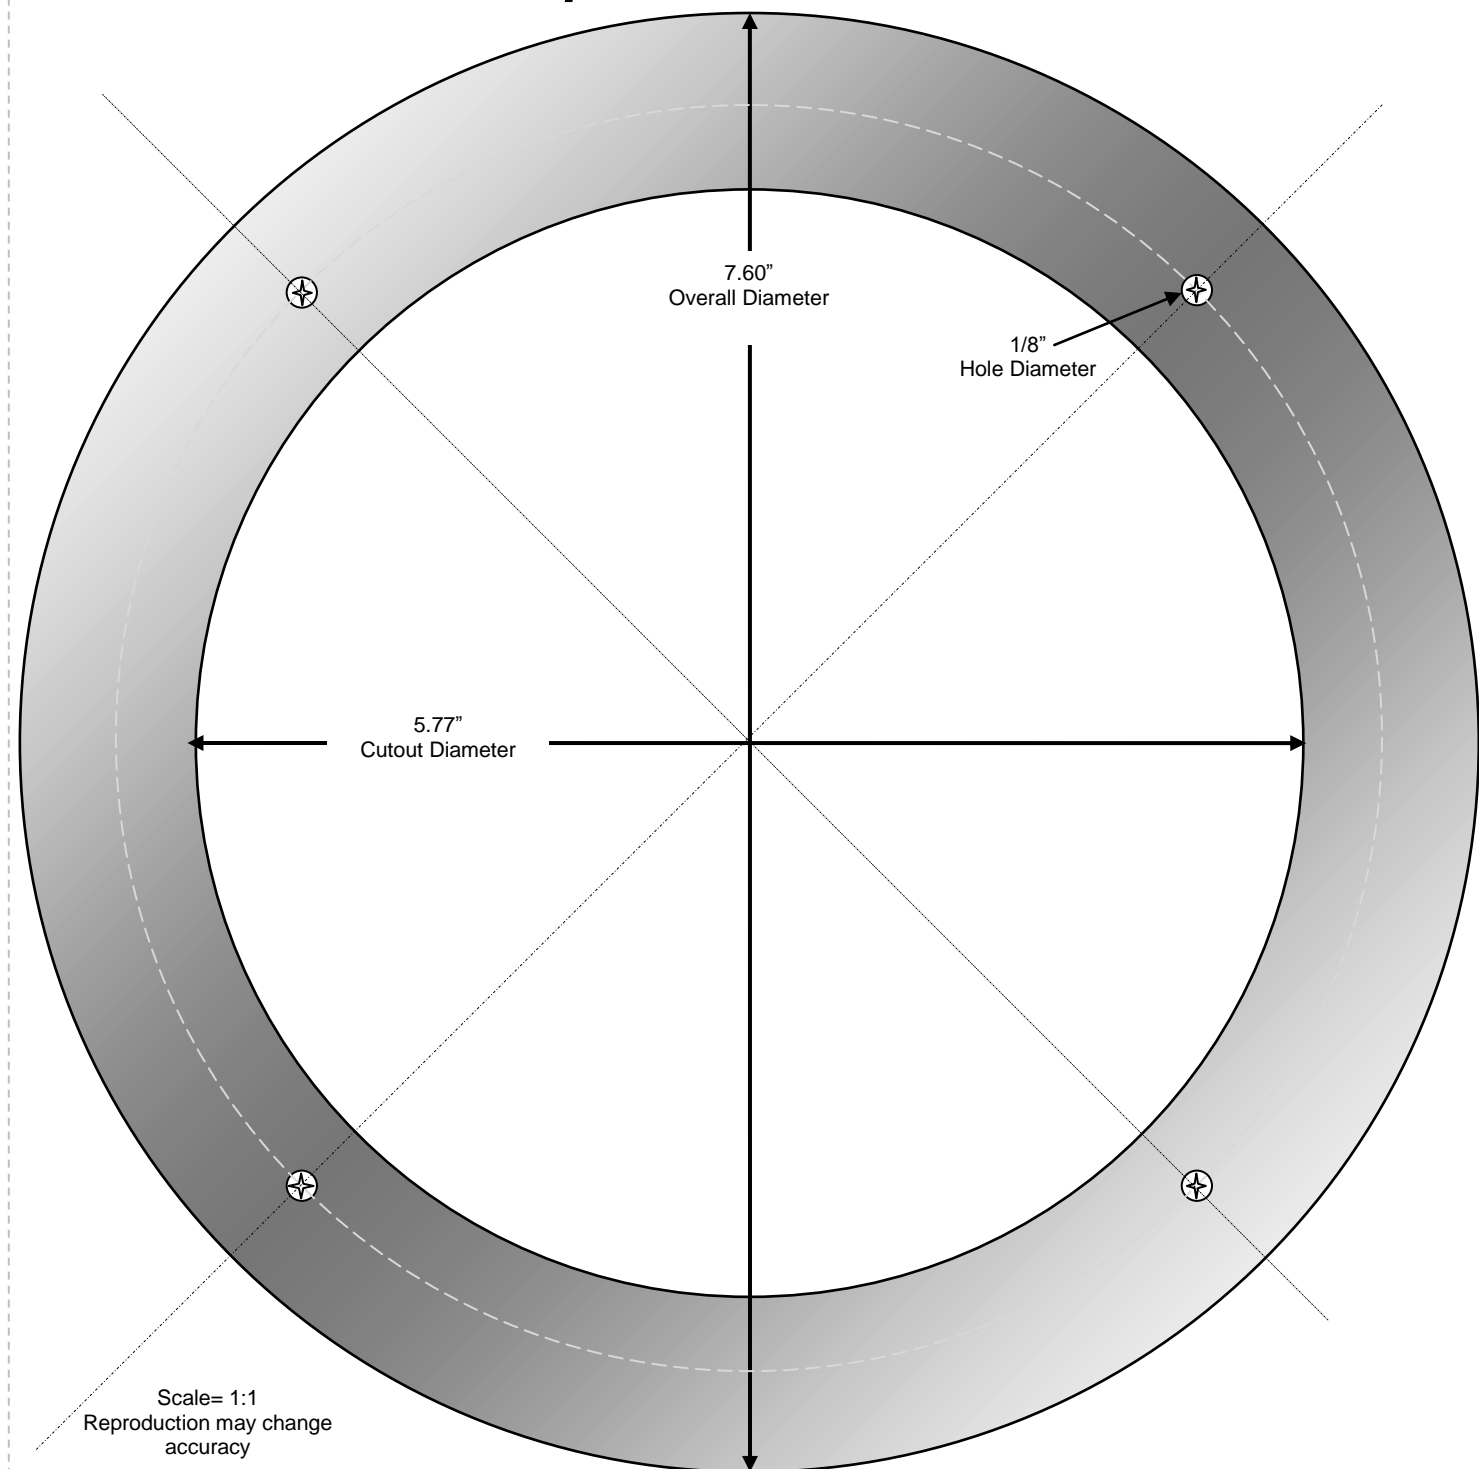 7.60”
Overall Diameter
1/8”
Hole Diameter
5.77”
Cutout Diameter
Scale= 1:1
Reproduction may change
accuracy